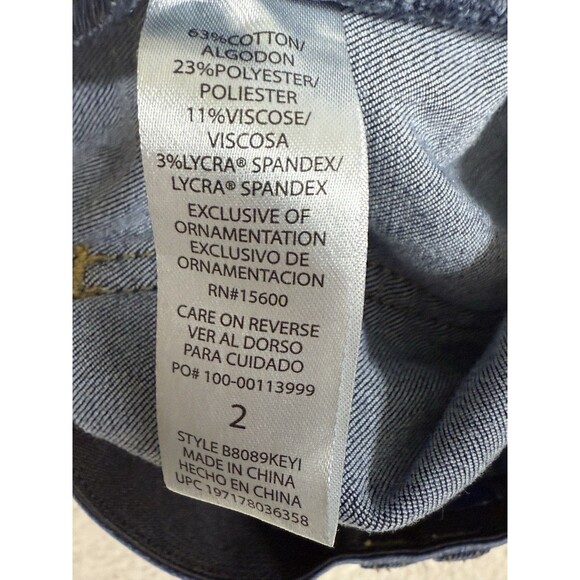 63%COTTON/
ALGODON
23%POLYESTER/
POLIESTER
11%VISCOSE/
VISCOSA
3%LYCRA® SPANDEX/
LYCRA® SPANDEX
EXCLUSIVE OF
ORNAMENTATION
EXCLUSIVO DE
ORNAMENTACION
RN#15600
CARE ON REVERSE
VER AL DORSO
PARA CUIDADO
PO# 100-00113999
2
STYLE B8089KEYI
MADE IN CHINA
HECHO EN CHINA
UPC 197178036358